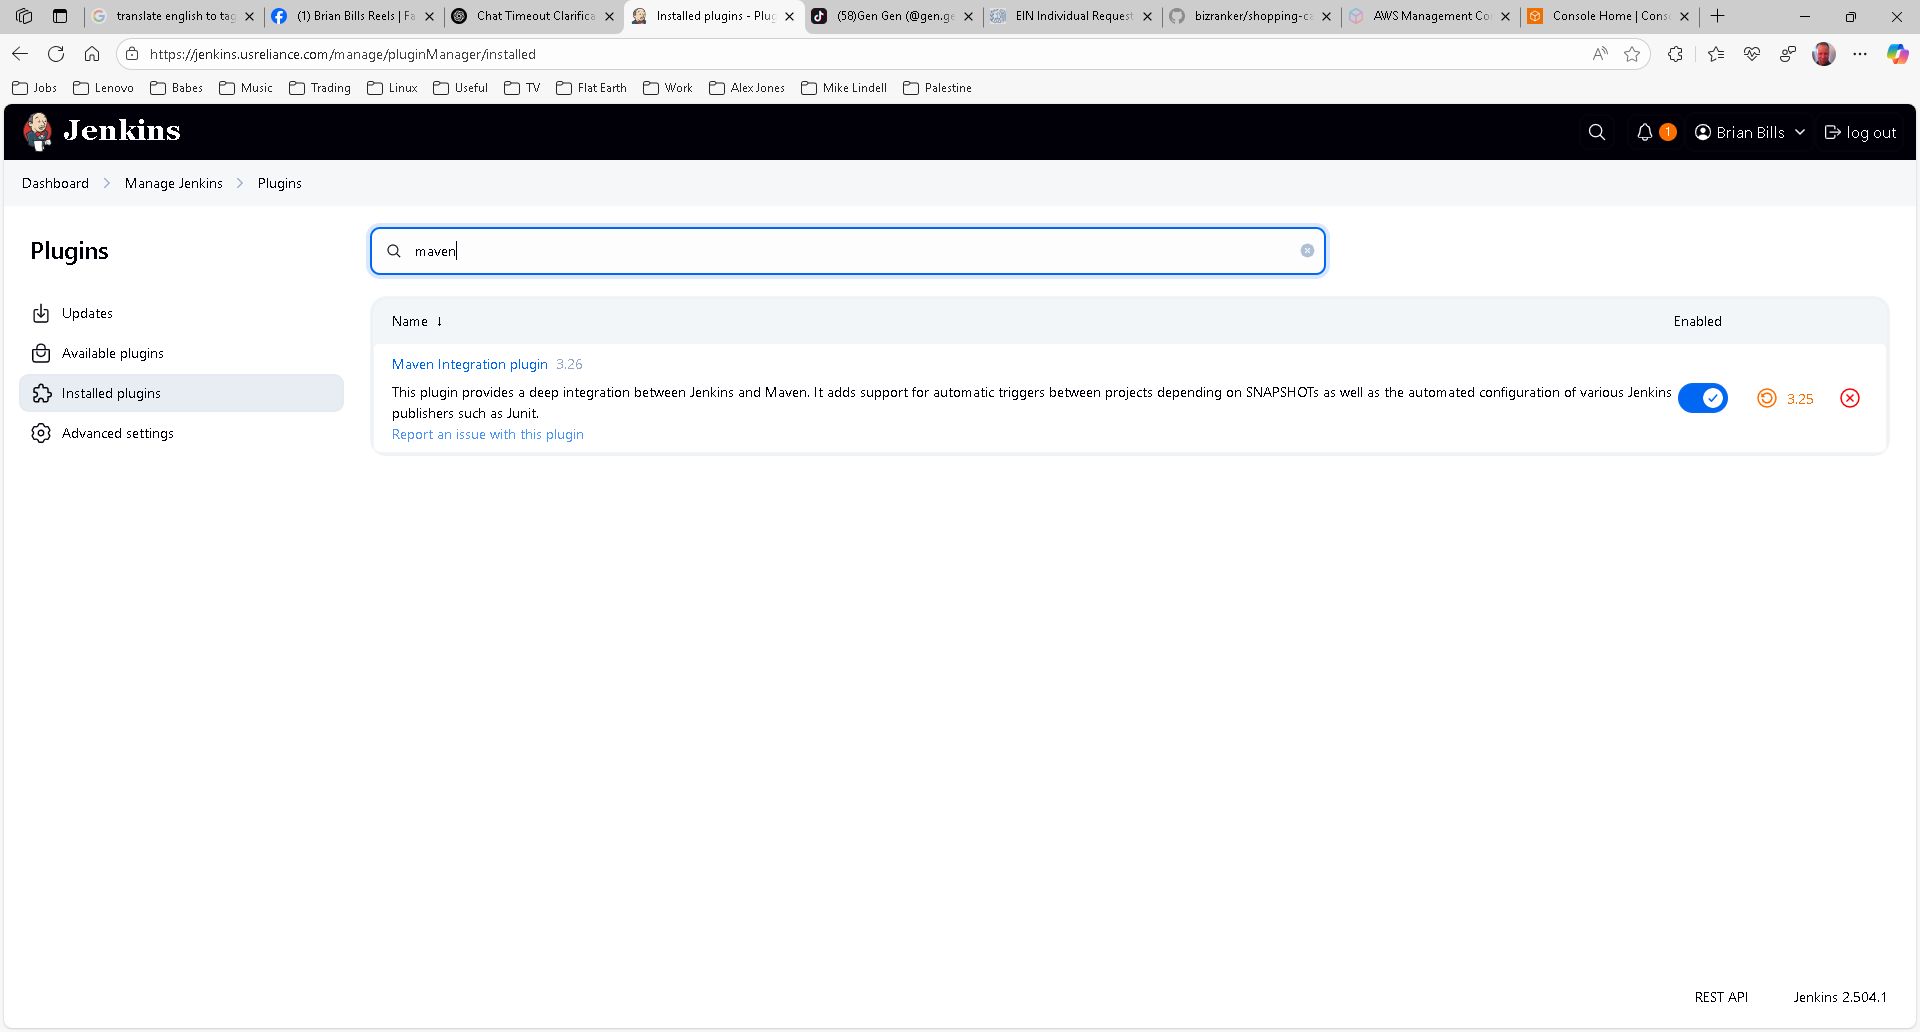 translate english to tag
(1) Brian Bills Reels | Fa
Chat Timeout Clarifica
Installed plugins - Plug
(58)Gen Gen (@gen.ge
EIN Individual Request
bizranker/shopping-ca
AWS Management Co
Console Home | Conso
https://jenkins.usreliance.com/manage/pluginManager/installed
Jobs Lenovo Babes Music Trading Linux Useful TV Flat Earth Work Alex Jones Mike Lindell Palestine
Jenkins
1 Brian Bills log out
Dashboard Manage Jenkins Plugins
Plugins
Updates
Available plugins
Installed plugins
Advanced settings
maven
Name ↓ Enabled
Maven Integration plugin 3.26
This plugin provides a deep integration between Jenkins and Maven. It adds support for automatic triggers between projects depending on SNAPSHOTs as well as the automated configuration of various Jenkins
publishers such as Junit.
Report an issue with this plugin
3.25
REST API Jenkins 2.504.1